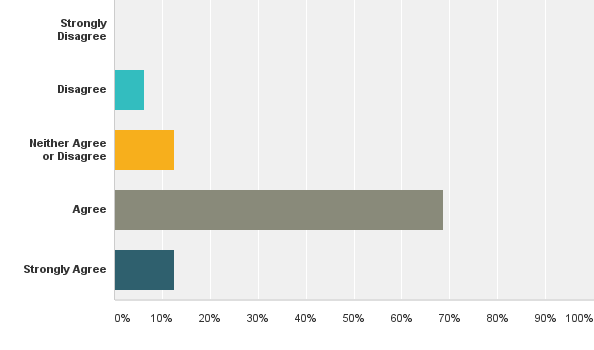 Strongly
Disagree
Disagree
Neither Agree
or Disagree
Agree
Strongly Agree
0% 10% 20% 30% 40% 50% 60% 70% 80% 90% 100%